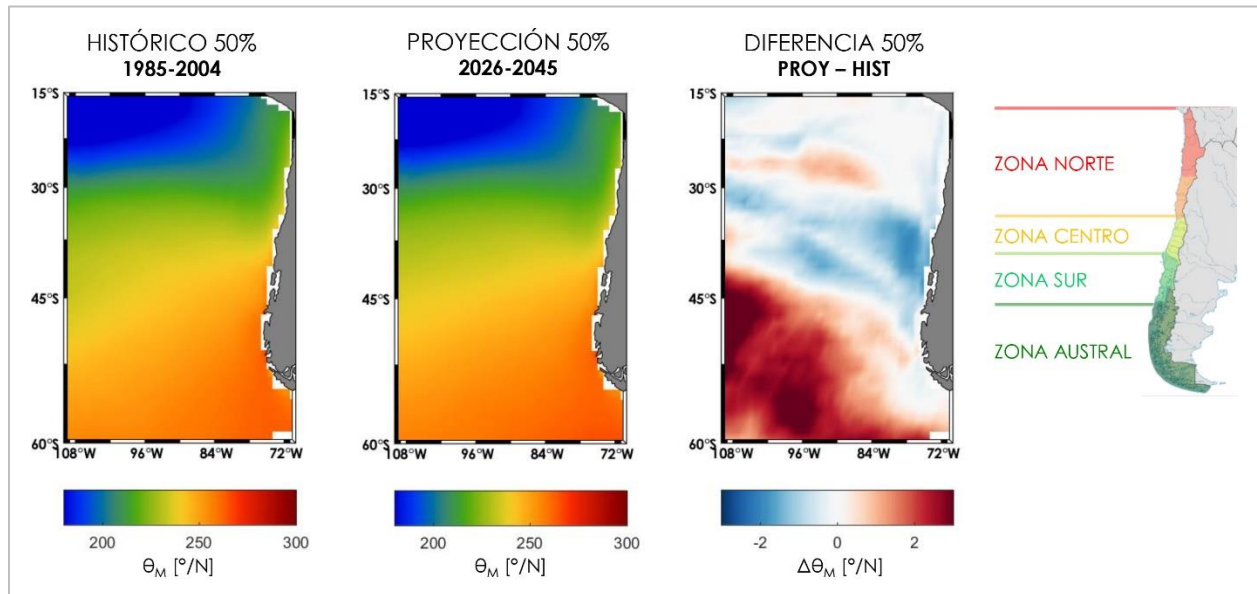 HISTÓRICO 50%
1985-2004
PROYECCIÓN 50%
2026-2045
DIFERENCIA 50%
PROY – HIST
15°S
30°S
45°S
60°S
108°W 96°W 84°W 72°W
200 250 300
θM [°/N]
15°S
30°S
45°S
60°S
108°W 96°W 84°W 72°W
200 250 300
θM [°/N]
15°S
30°S
45°S
60°S
108°W 96°W 84°W 72°W
-2 0 2
ΔθM [°/N]
ZONA NORTE
ZONA CENTRO
ZONA SUR
ZONA AUSTRAL